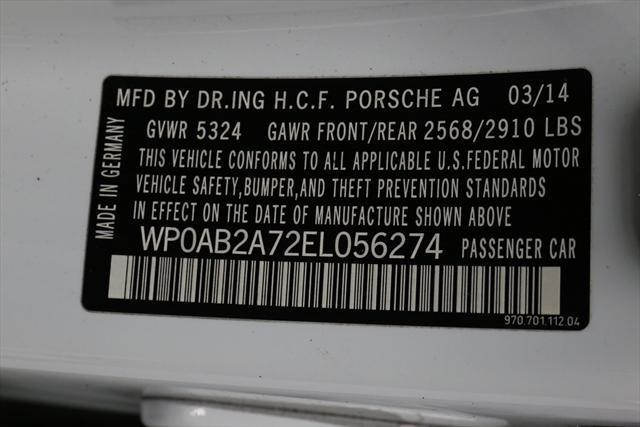 MFD BY DR.ING H.C.F. PORSCHE AG 03/14
GVWR 5324 GAWR FRONT/REAR 2568/2910 LBS
THIS VEHICLE CONFORMS TO ALL APPLICABLE U.S.FEDERAL MOTOR
VEHICLE SAFETY,BUMPER,AND THEFT PREVENTION STANDARDS
IN EFFECT ON THE DATE OF MANUFACTURE SHOWN ABOVE
WP0AB2A72EL056274 PASSENGER CAR
970.701.112.04
MADE IN GERMANY